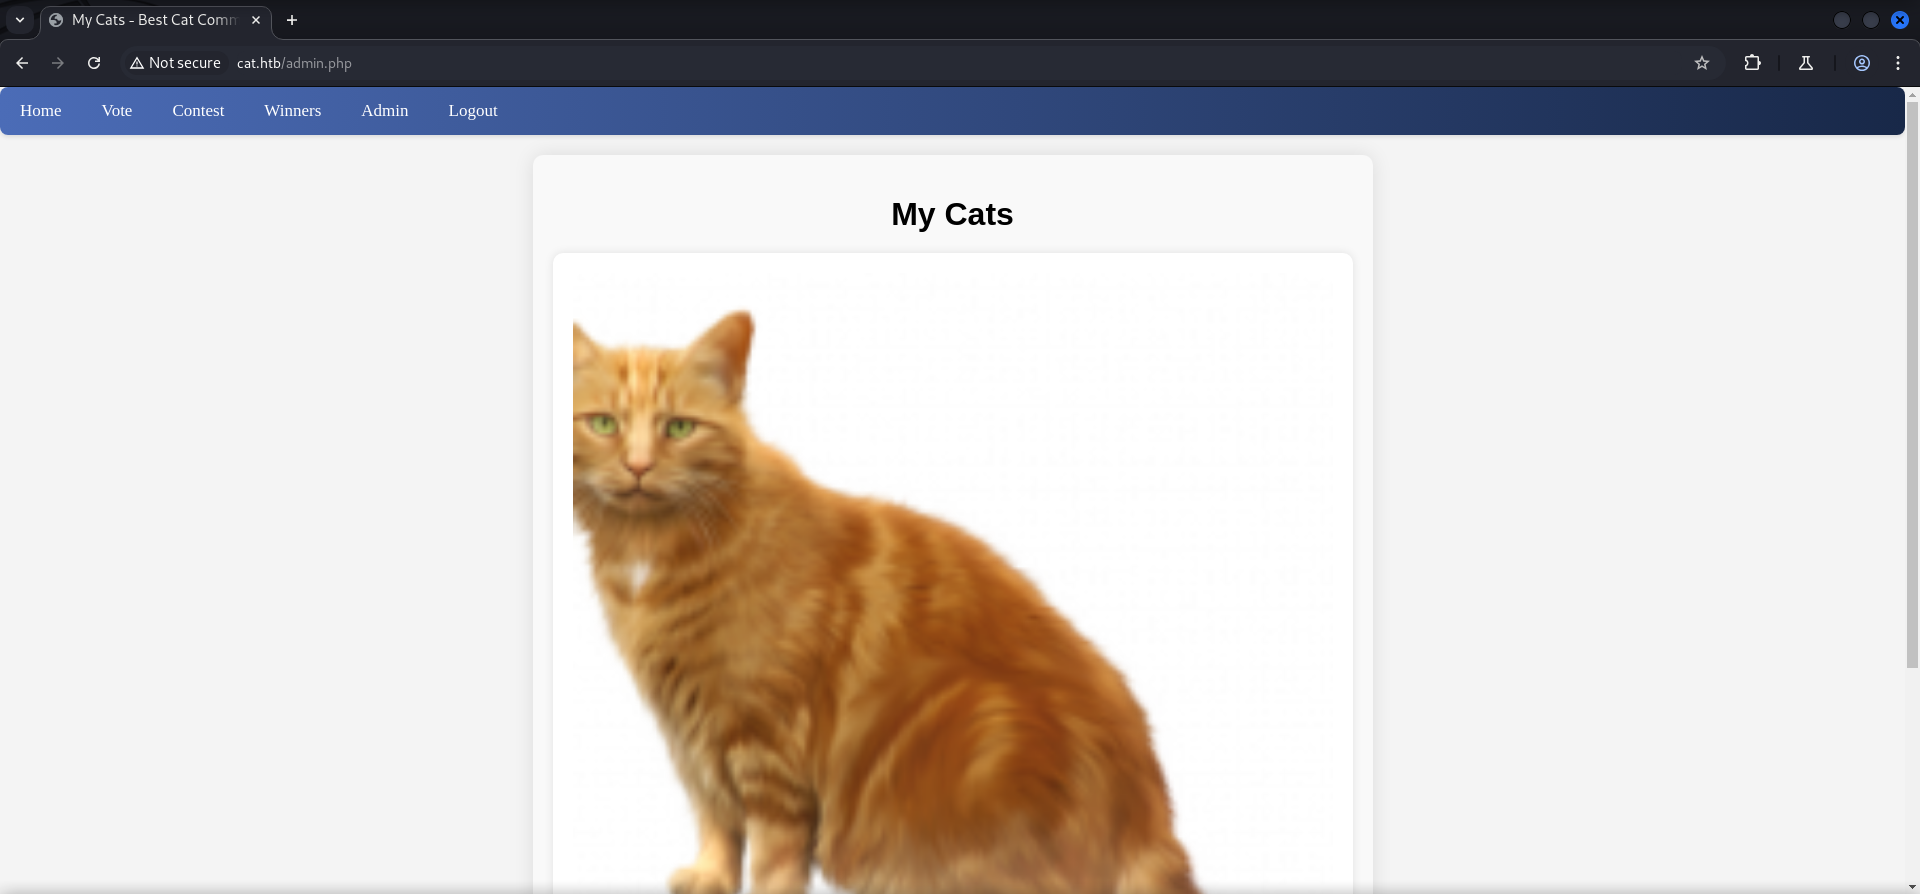 My Cats - Best Cat Comm
Not secure cat.htb/admin.php
Home Vote Contest Winners Admin Logout
My Cats